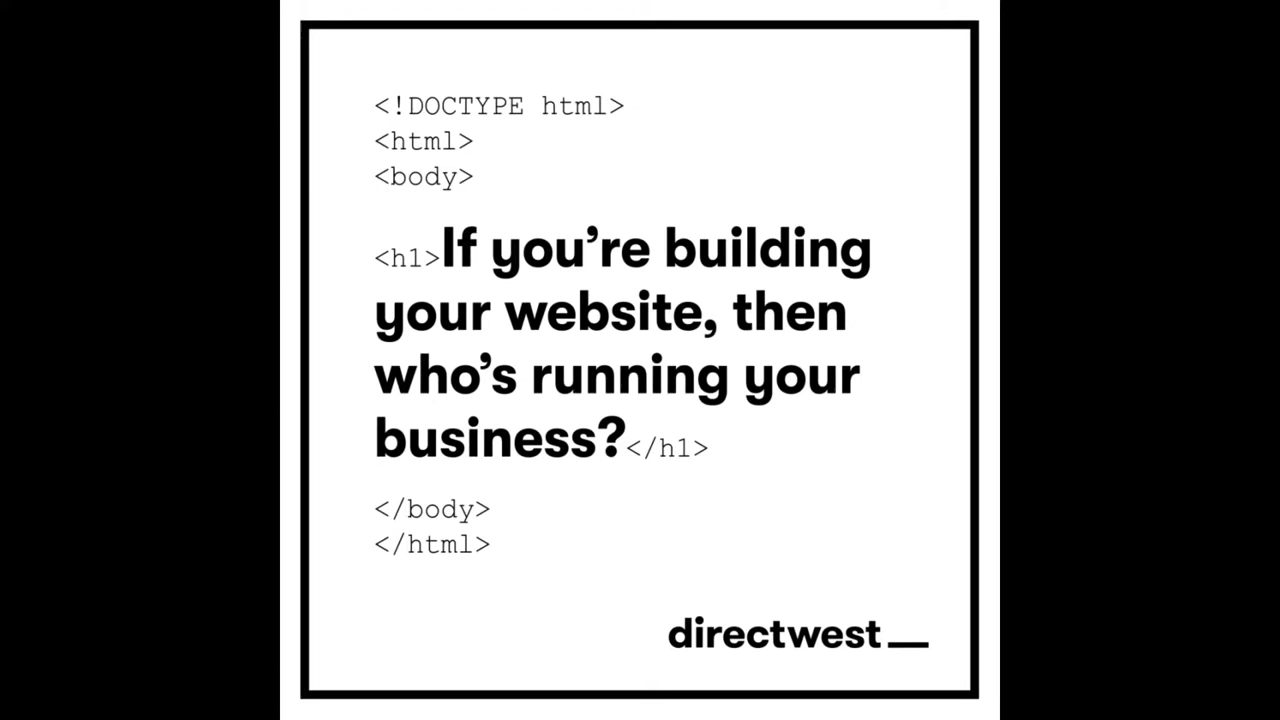 <!DOCTYPE html>
<html>
<body>
<h1>If you’re building
your website, then
who’s running your
business?</h1>
</body>
</html>
directwest